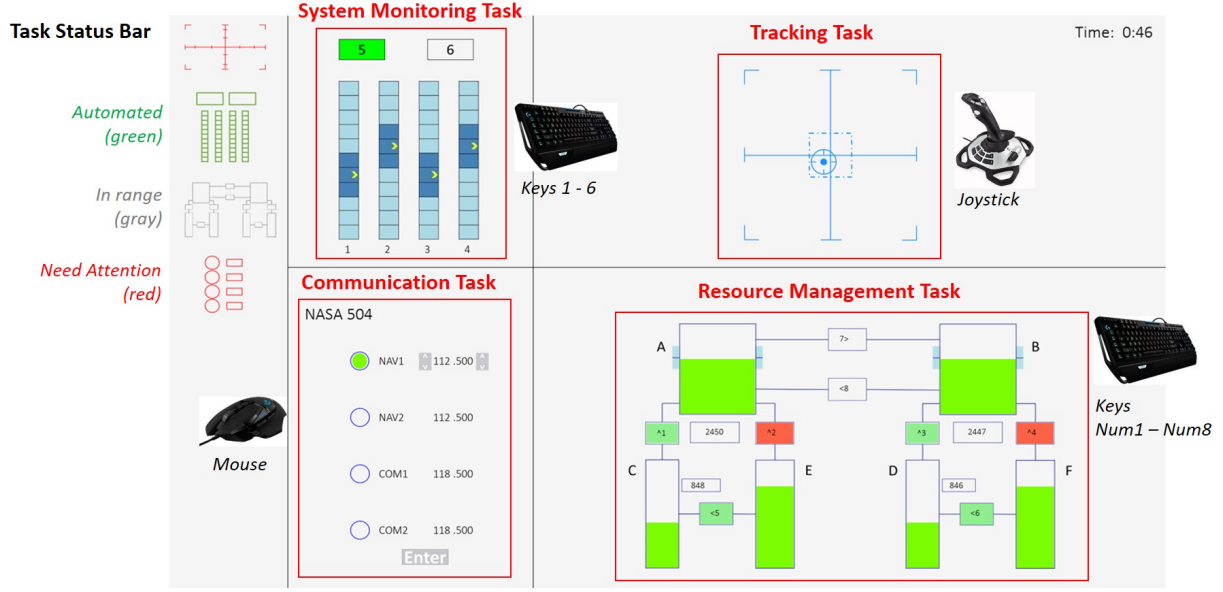 Task Status Bar
Automated
(green)
In range
(gray)
Need Attention
(red)
Mouse
System Monitoring Task
5 6
1 2 3 4
Keys 1 - 6
Tracking Task
Time: 0:46
Joystick
Communication Task
NASA 504
NAV1 112 .500
NAV2 112.500
COM1 118 .500
COM2 118 .500
Enter
Resource Management Task
A 7> B
<8
^1 2450 ^2 ^3 2447 ^4
C E D F
848 846
<5 <6
Keys
Num1 – Num8